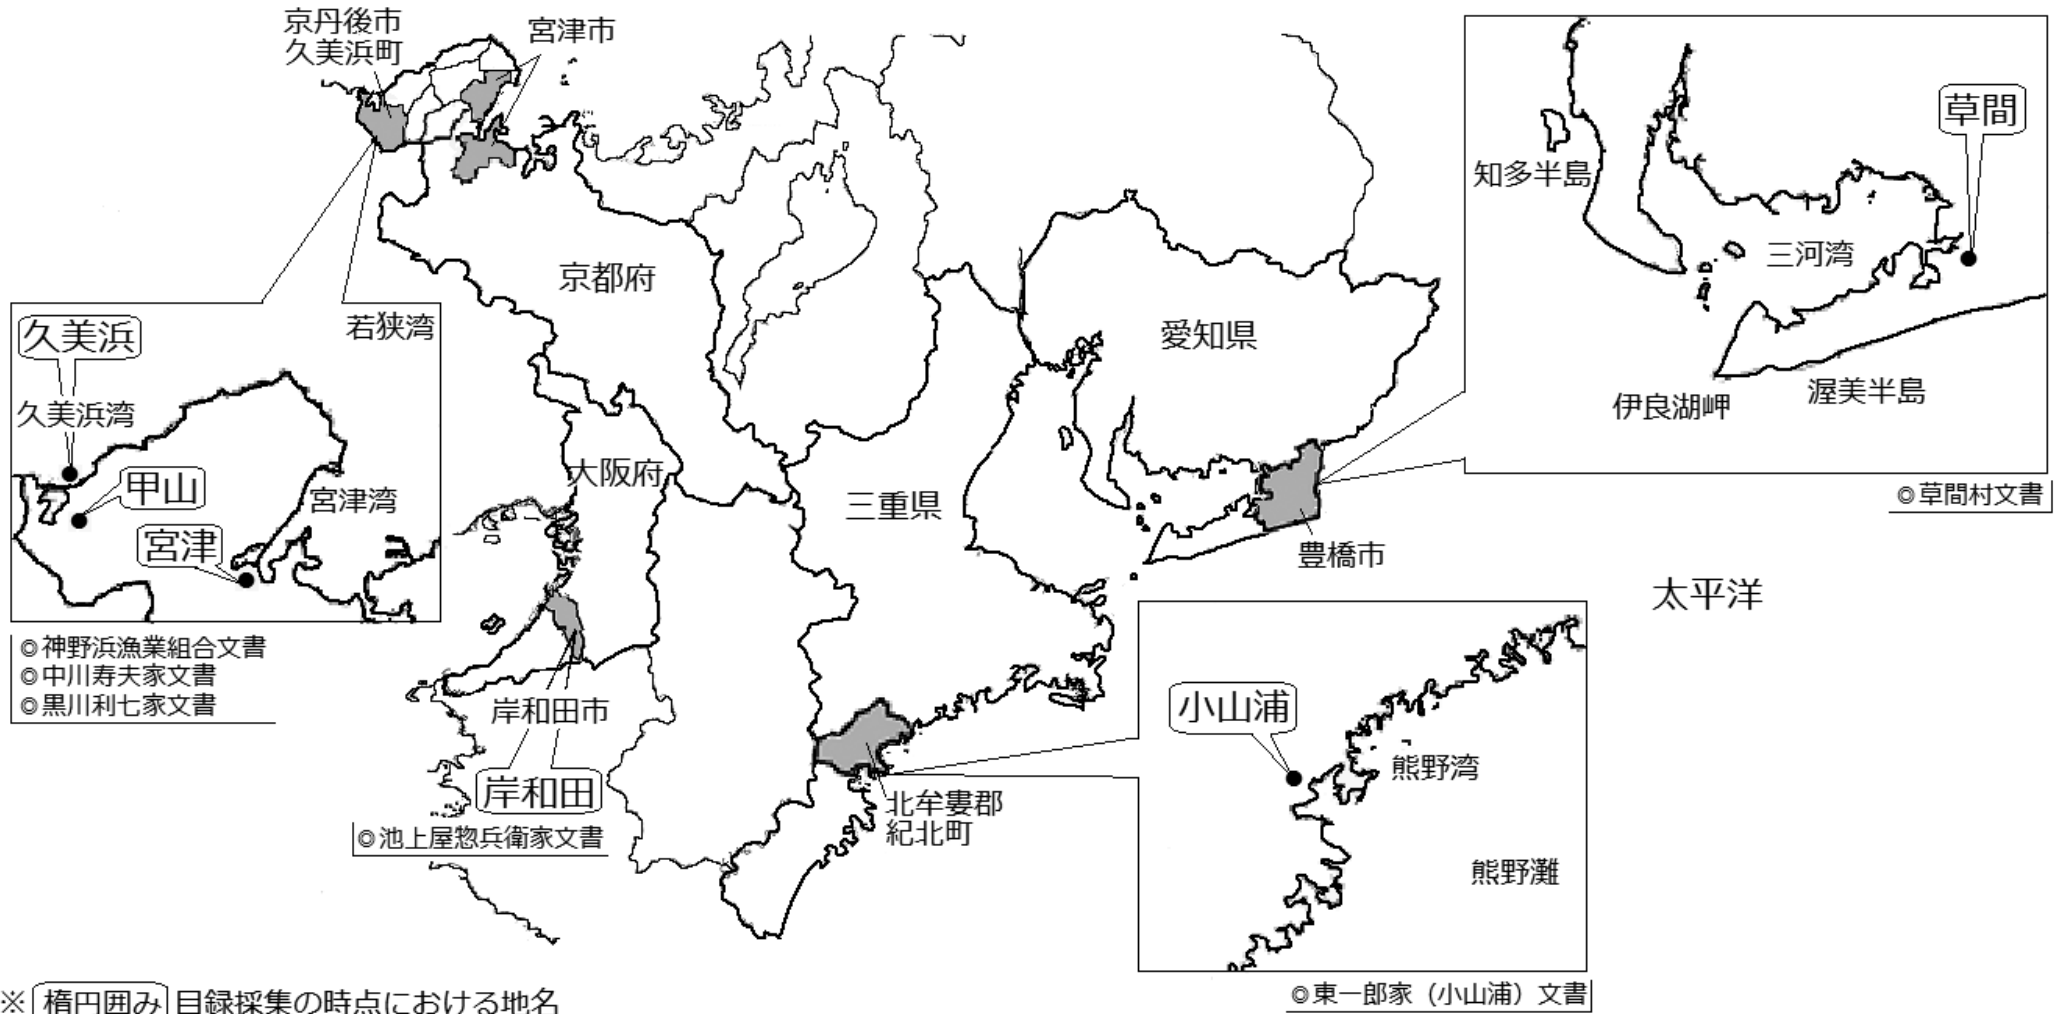 京丹後市
久美浜町
宮津市
京都府
若狭湾
久美浜
久美浜湾
甲山
宮津
宮津湾
◎神野浜漁業組合文書
◎中川寿夫家文書
◎黒川利七家文書
大阪府
岸和田市
岸和田
◎池上屋惣兵衛家文書
三重県
愛知県
豊橋市
太平洋
草間
知多半島
三河湾
伊良湖岬
渥美半島
◎草間村文書
北牟婁郡
紀北町
小山浦
熊野湾
熊野灘
◎東一郎家（小山浦）文書
※楕円囲み目録採集の時点における地名